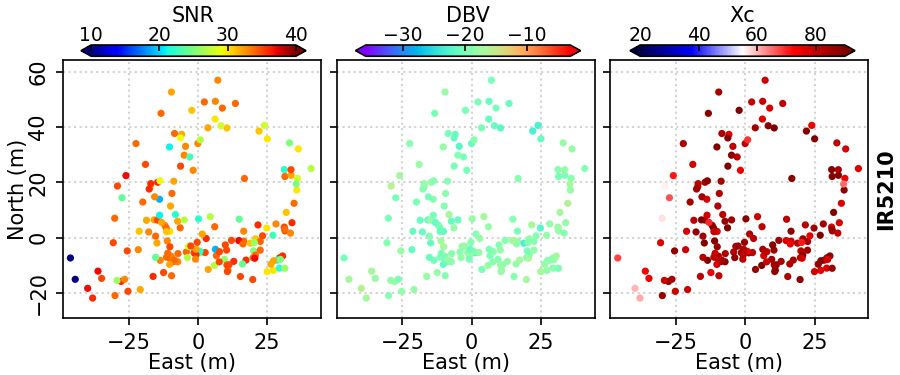 SNR DBV Xc
10 20 30 40 −30 −20 −10 20 40 60 80
60
40
20
0
−20
North (m)
IR5210
−25 0 25 −25 0 25 −25 0 25
East (m) East (m) East (m)